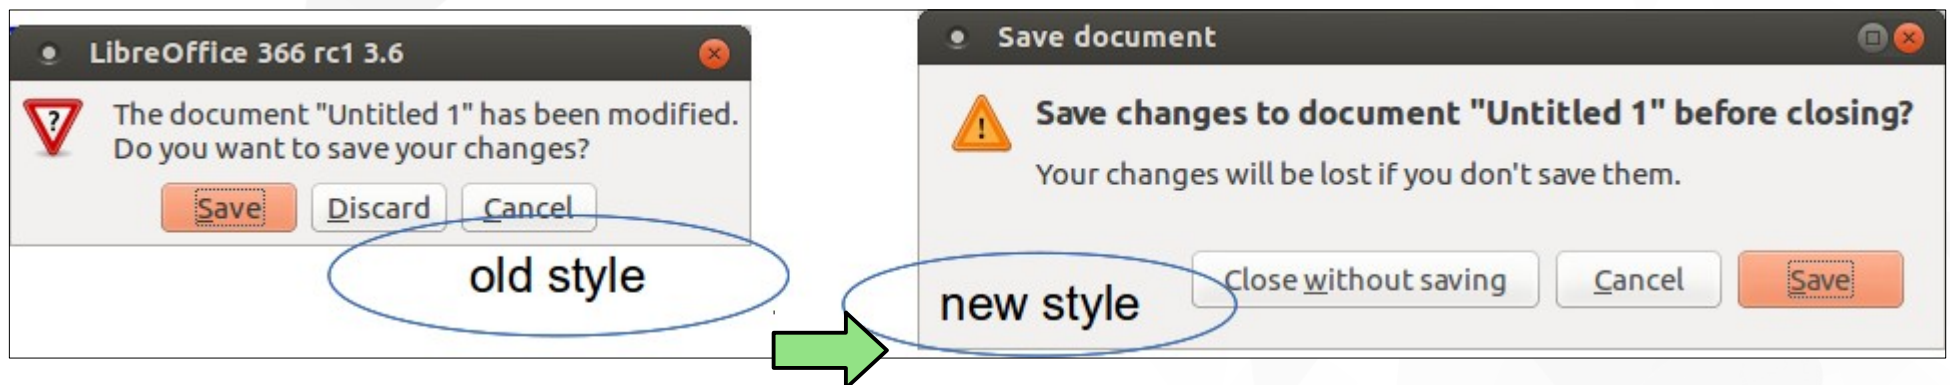 LibreOffice 366 rc1 3.6
The document "Untitled 1" has been modified.
Do you want to save your changes?
Save Discard Cancel
old style
Save document
Save changes to document "Untitled 1" before closing?
Your changes will be lost if you don't save them.
Close without saving Cancel Save
new style